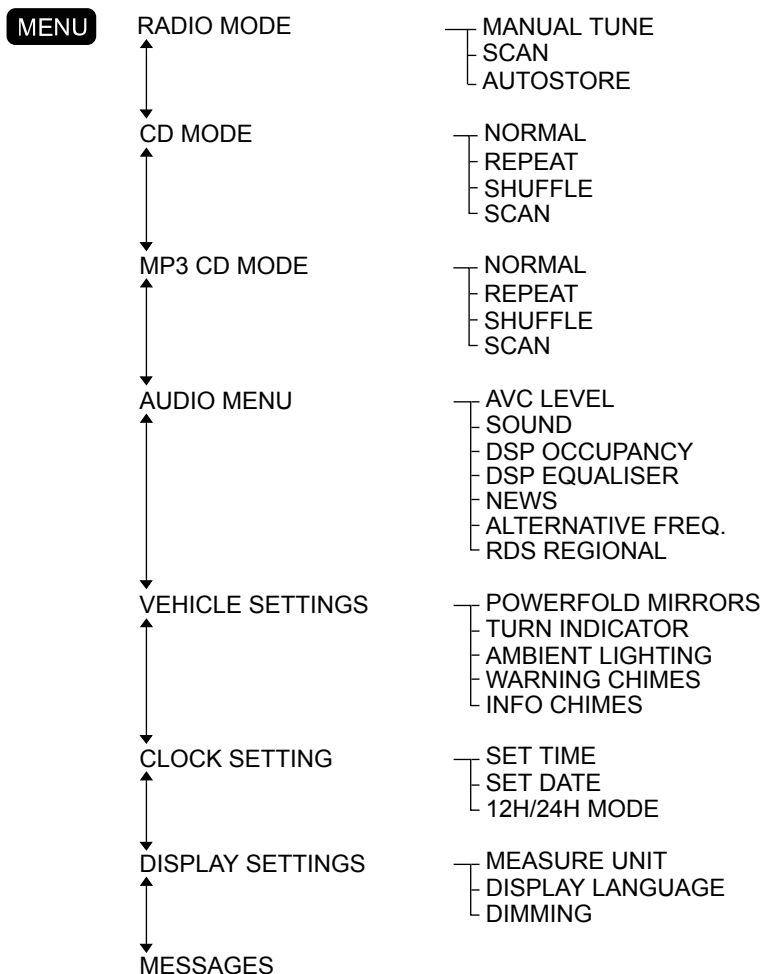 MENU
RADIO MODE
MANUAL TUNE
SCAN
AUTOSTORE
CD MODE
NORMAL
REPEAT
SHUFFLE
SCAN
MP3 CD MODE
NORMAL
REPEAT
SHUFFLE
SCAN
AUDIO MENU
AVC LEVEL
SOUND
DSP OCCUPANCY
DSP EQUALISER
NEWS
ALTERNATIVE FREQ.
RDS REGIONAL
VEHICLE SETTINGS
POWERFOLD MIRRORS
TURN INDICATOR
AMBIENT LIGHTING
WARNING CHIMES
INFO CHIMES
CLOCK SETTING
SET TIME
SET DATE
12H/24H MODE
DISPLAY SETTINGS
MEASURE UNIT
DISPLAY LANGUAGE
DIMMING
MESSAGES